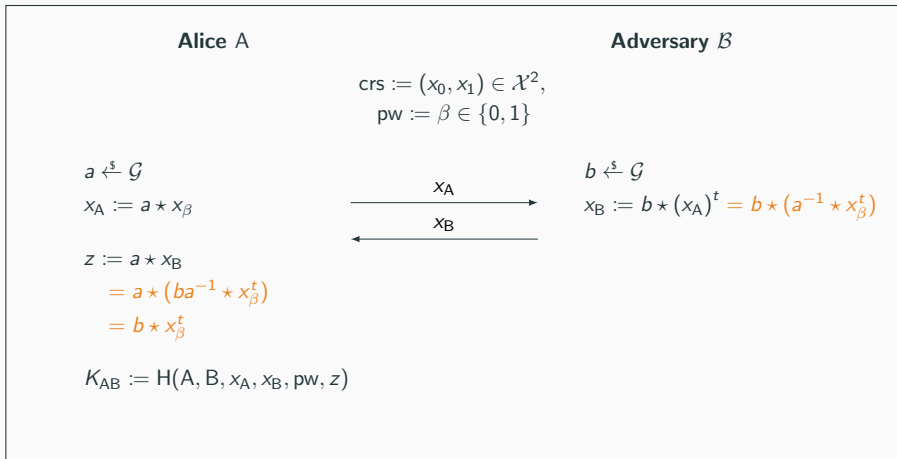 Alice A
Adversary ℬ
crs := (x₀, x₁) ∈ 𝒳²,
pw := β ∈ {0, 1}
a ←$ 𝒢
b ←$ 𝒢
x_A := a ⋆ x_β
x_A
x_B := b ⋆ (x_A)^t = b ⋆ (a⁻¹ ⋆ x_β^t)
x_B
z := a ⋆ x_B
= a ⋆ (ba⁻¹ ⋆ x_β^t)
= b ⋆ x_β^t
K_AB := H(A, B, x_A, x_B, pw, z)